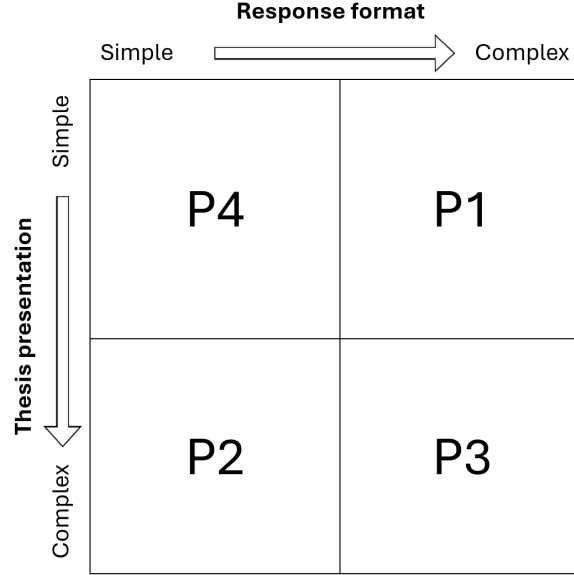 Response format
Simple
Complex
Simple
Thesis presentation
Complex
P4
P1
P2
P3